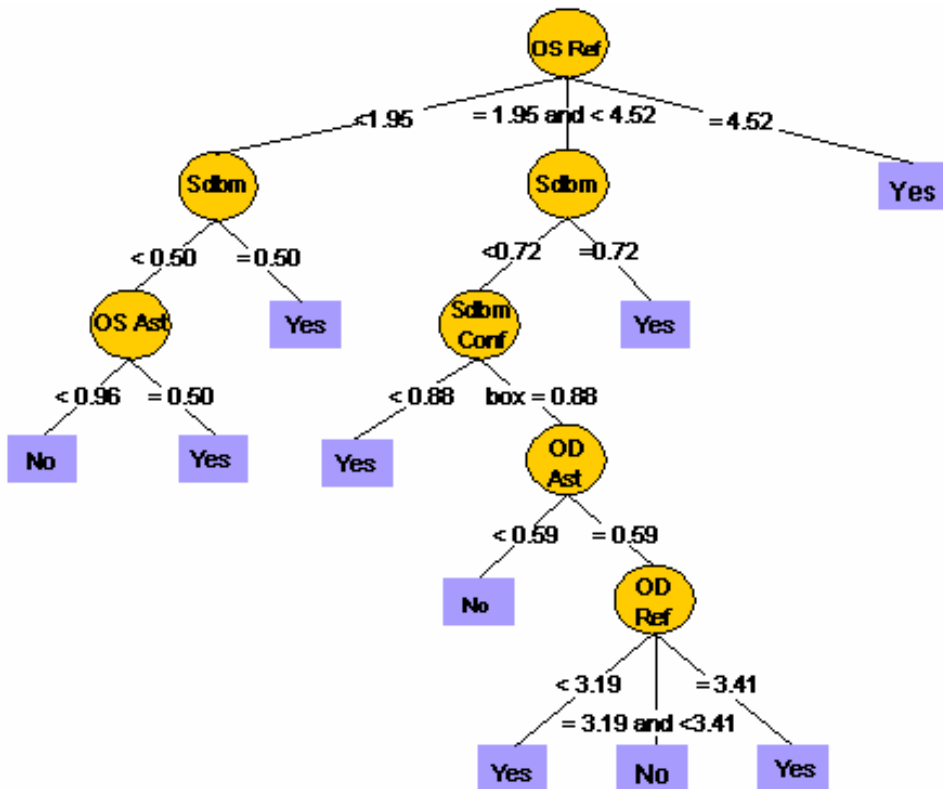 OS Ref
<1.95
= 1.95 and < 4.52
= 4.52
Sdbm
Sdbm
Yes
< 0.50
= 0.50
<0.72
=0.72
OS Ast
Yes
Sdbm
Conf
Yes
< 0.96
= 0.50
< 0.88
box = 0.88
No
Yes
Yes
OD
Ast
< 0.59
= 0.59
No
OD
Ref
< 3.19
= 3.41
= 3.19 and <3.41
Yes
No
Yes